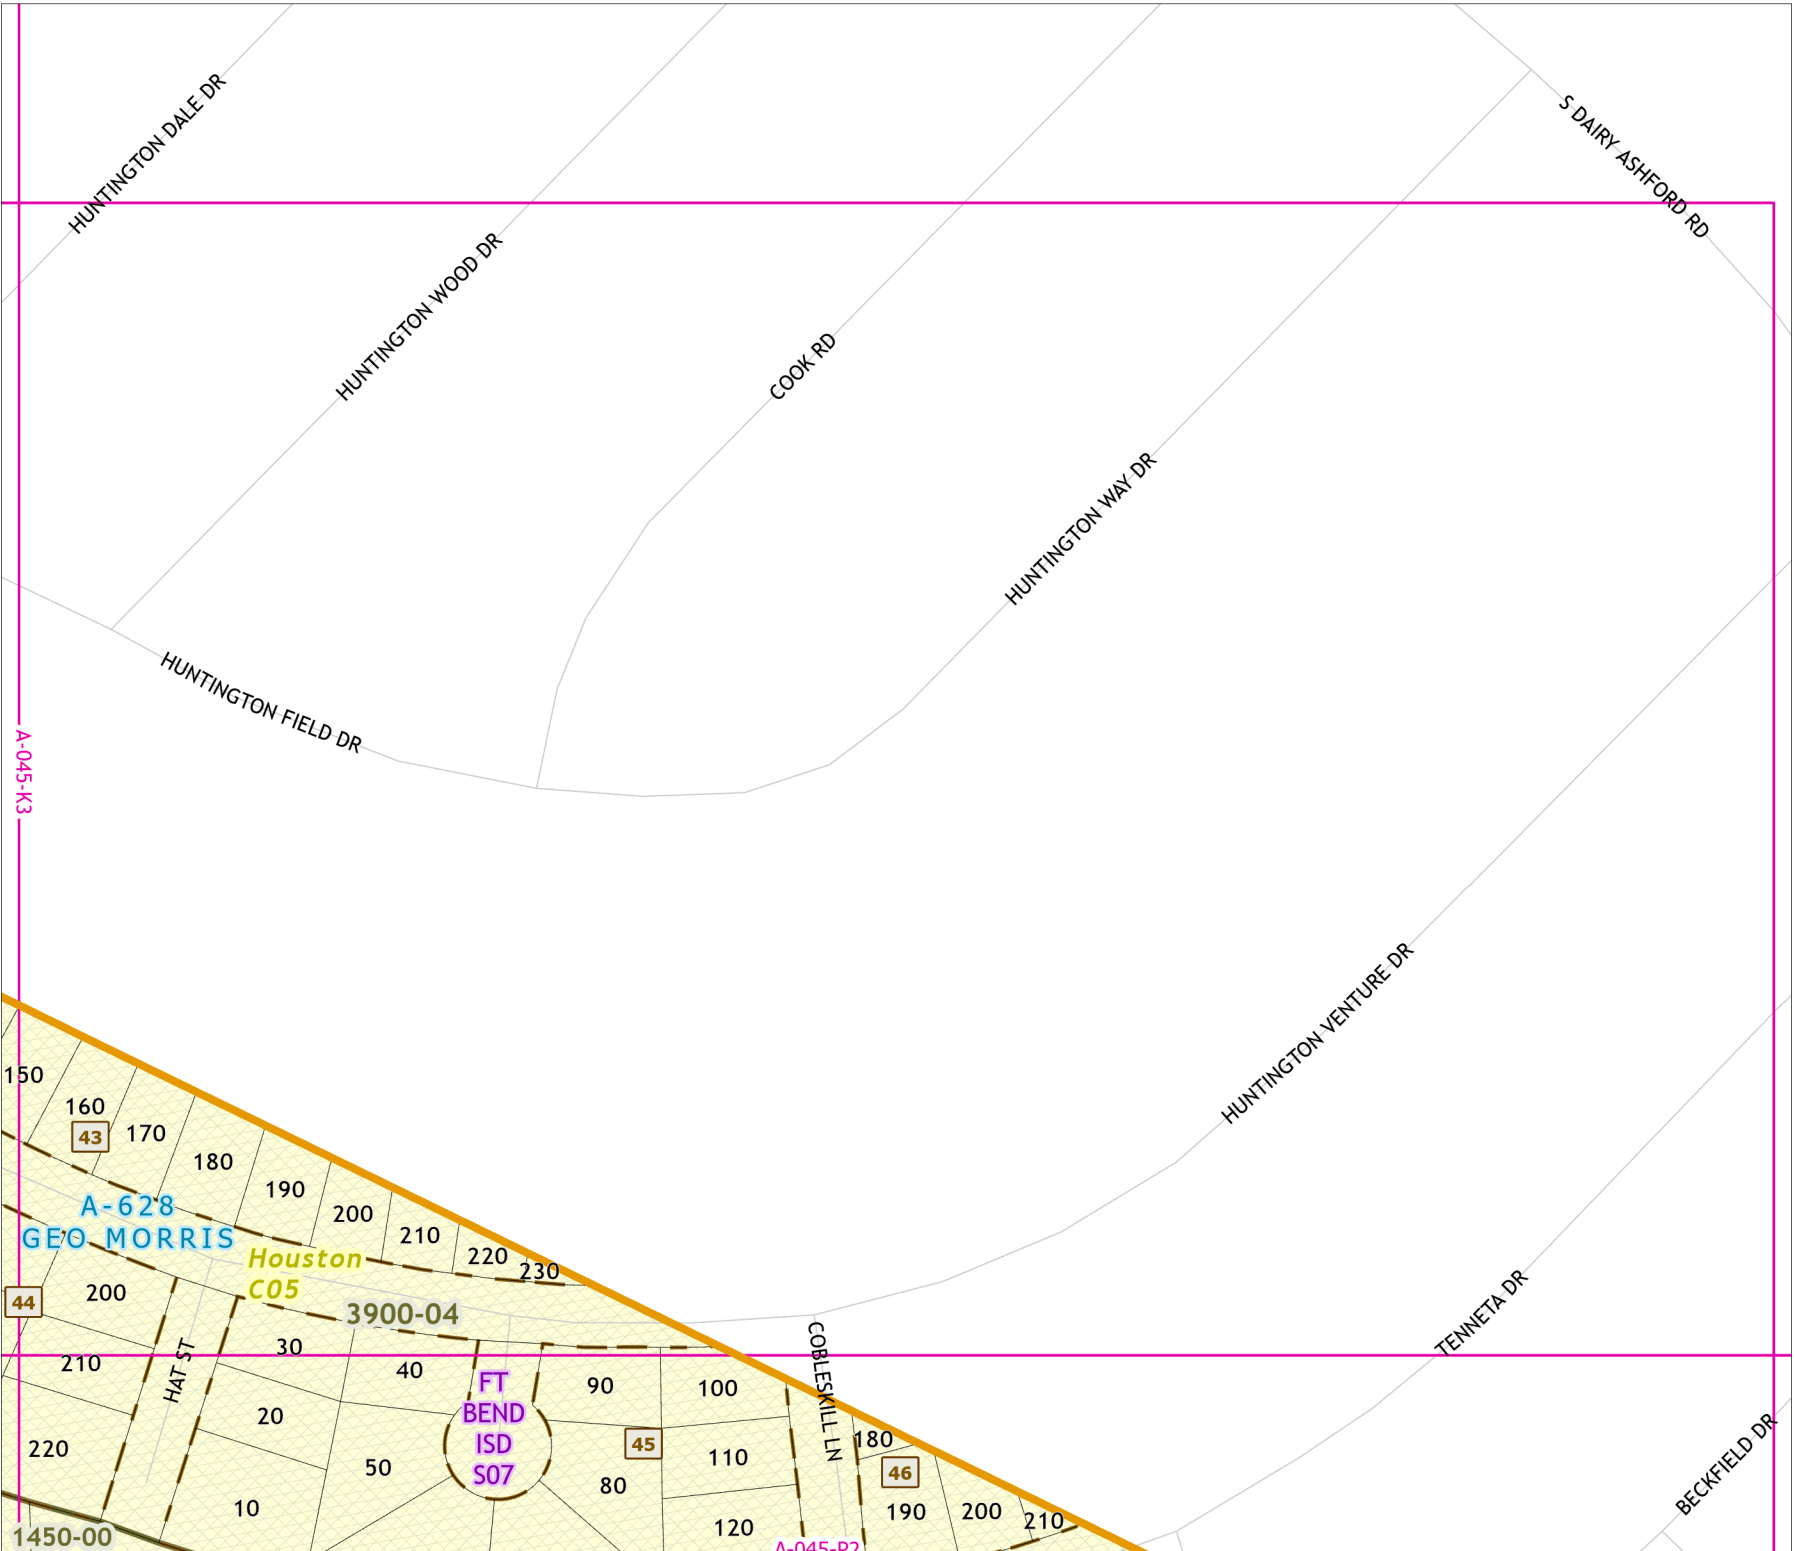 HUNTINGTON DALE DR
S DAIRY ASHFORD RD
HUNTINGTON WOOD DR
COOK RD
HUNTINGTON WAY DR
HUNTINGTON FIELD DR
A-045-K3
HUNTINGTON VENTURE DR
150
160
43
170
180
190
200
210
220
230
A-628
GEO MORRIS
Houston
C05
3900-04
44
200
210
220
HAT ST
30
40
20
50
10
FT
BEND
ISD
S07
90
100
45
80
110
120
COBLESKILL LN
180
46
190
200
210
TENNETA DR
BECKFIELD DR
1450-00
A-045-P2